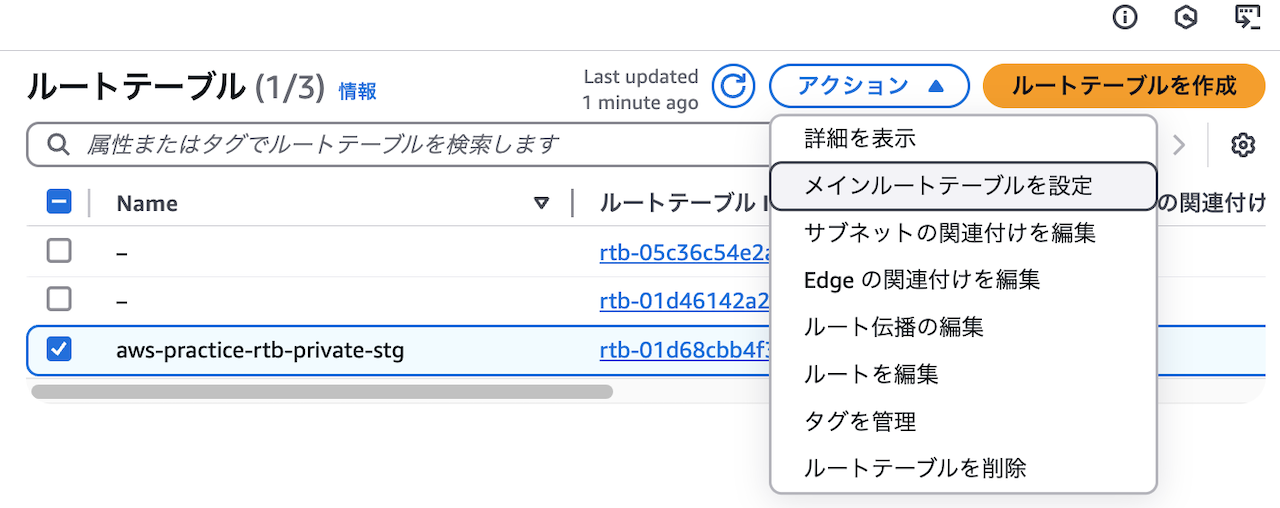 ルートテーブル (1/3) 情報
Last updated
1 minute ago
アクション
ルートテーブルを作成
属性またはタグでルートテーブルを検索します
Name
ルートテーブル
の関連付け
–
rtb-05c36c54e2
–
rtb-01d46142a2
aws-practice-rtb-private-stg
rtb-01d68cbb4f
詳細を表示
メインルートテーブルを設定
サブネットの関連付けを編集
Edge の関連付けを編集
ルート伝播の編集
ルートを編集
タグを管理
ルートテーブルを削除